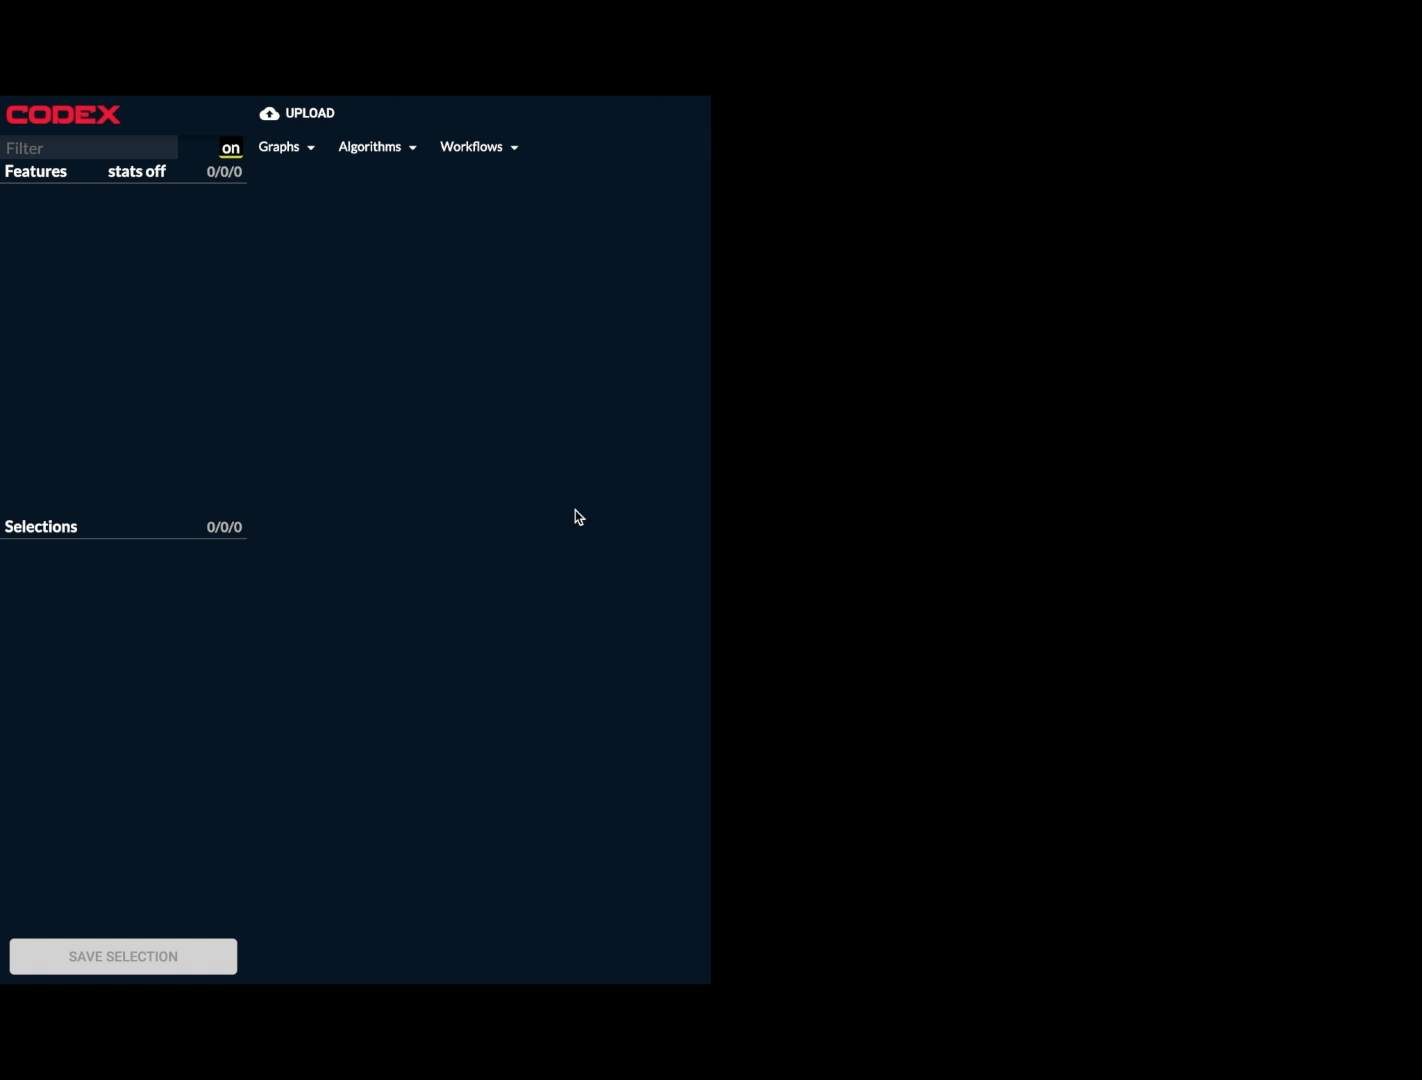 CODEX
UPLOAD
Filter
on
Graphs
Algorithms
Workflows
Features
stats off
0/0/0
Selections
0/0/0
SAVE SELECTION